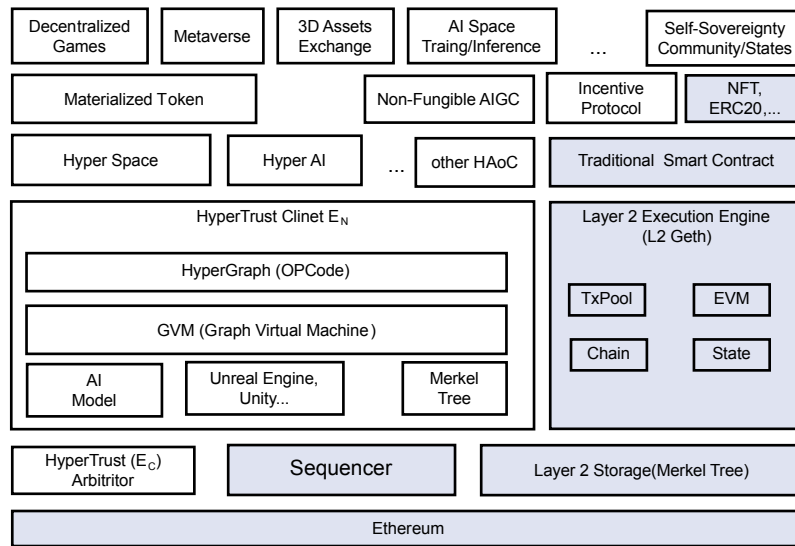 Decentralized
Games
Metaverse
3D Assets
Exchange
AI Space
Traing/Inference
...
Self-Sovereignty
Community/States
Materialized Token
Non-Fungible AIGC
Incentive
Protocol
NFT,
ERC20,...
Hyper Space
Hyper AI
...
other HAoC
Traditional Smart Contract
HyperTrust Clinet E_N
HyperGraph (OPCode)
GVM (Graph Virtual Machine)
AI
Model
Unreal Engine,
Unity...
Merkel
Tree
Layer 2 Execution Engine
(L2 Geth)
TxPool
EVM
Chain
State
HyperTrust (E_C)
Arbitritor
Sequencer
Layer 2 Storage(Merkel Tree)
Ethereum